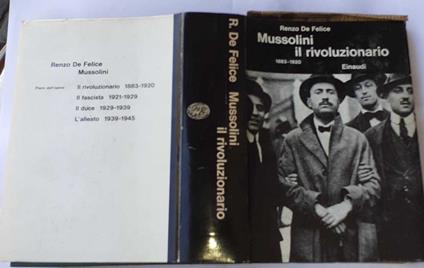 Renzo De Felice
Mussolini
Piano dell'opera
Il rivoluzionario 1883-1920
Il fascista 1921-1929
Il duce 1929-1939
L'alleato 1939-1945
R. De Felice Mussolini
il rivoluzionario
Renzo De Felice
Mussolini
il rivoluzionario
1883-1920
Einaudi